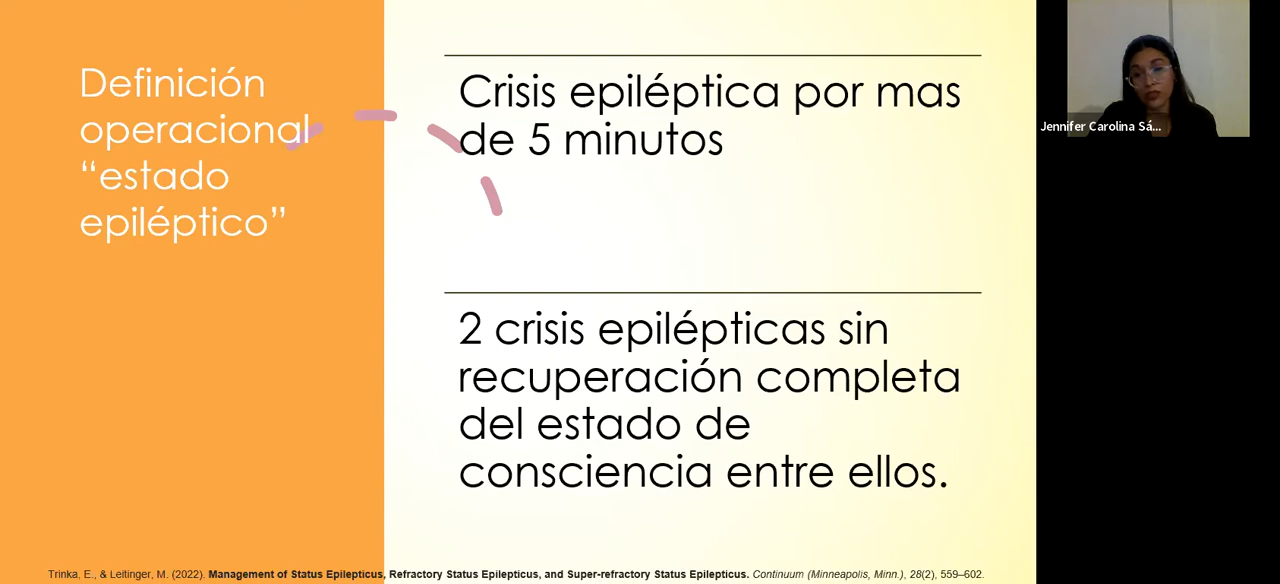 Definición
operacional
“estado
epiléptico”
Crisis epiléptica por mas
de 5 minutos
2 crisis epilépticas sin
recuperación completa
del estado de
consciencia entre ellos.
Jennifer Carolina Sá...
Trinka, E., & Leitinger, M. (2022). Management of Status Epilepticus, Refractory Status Epilepticus, and Super-refractory Status Epilepticus. Continuum (Minneapolis, Minn.), 28(2), 559–602.